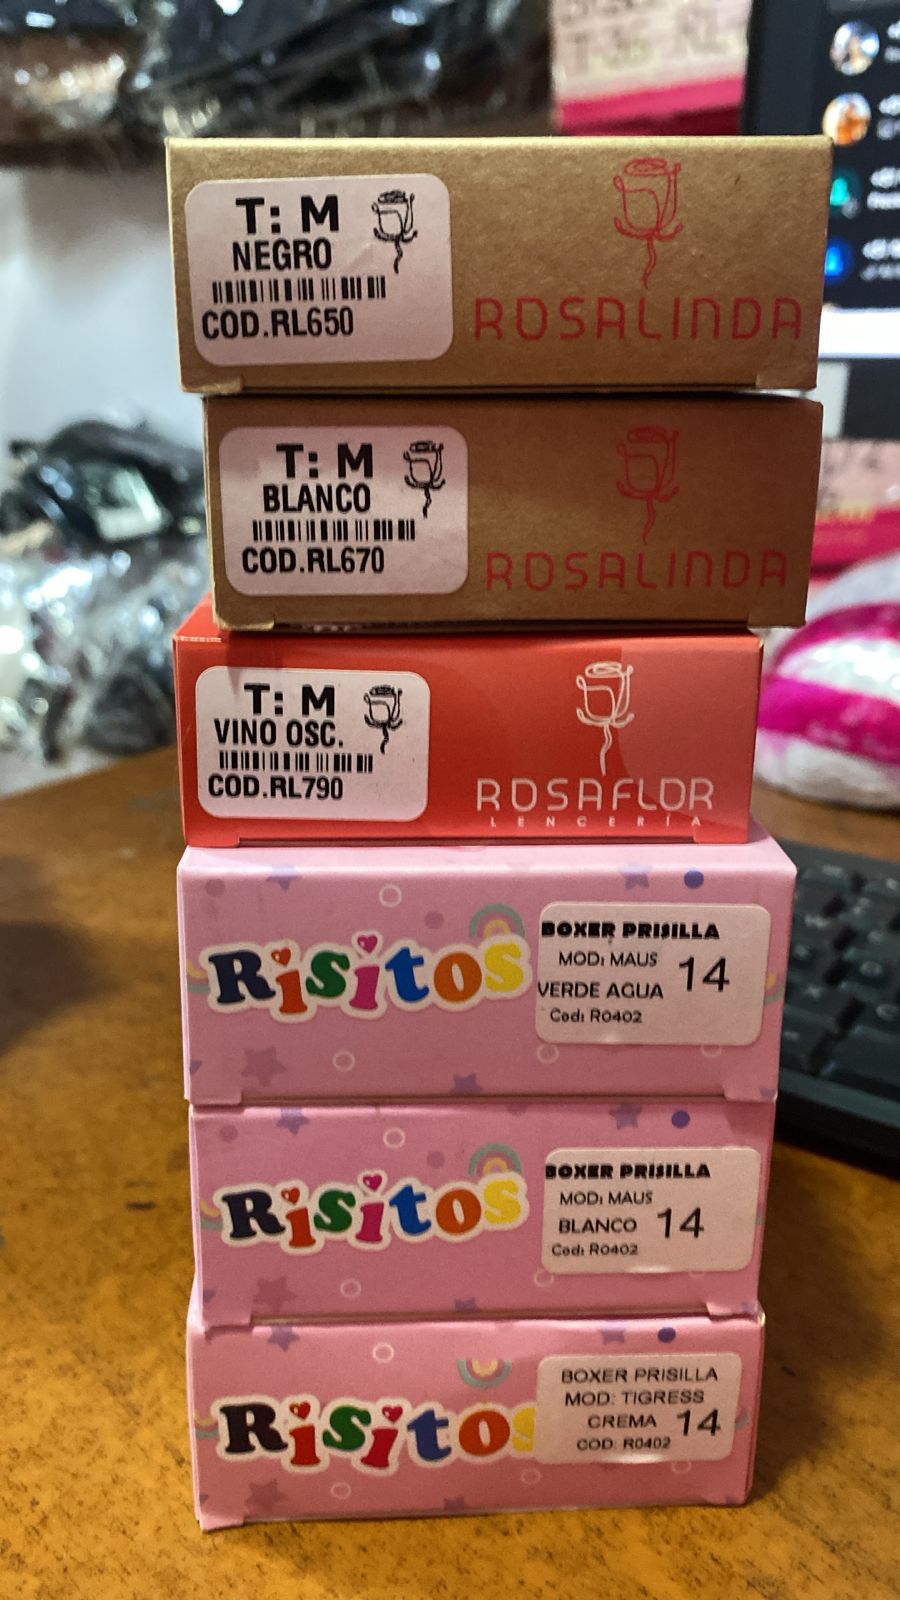 T: M
NEGRO
COD.RL650
ROSALINDA
T: M
BLANCO
COD.RL670
ROSALINDA
T: M
VINO OSC.
COD.RL790
ROSAFLOR
LENCERÍA
Risitos
BOXER PRISILLA
MOD: MAUS
14
VERDE AGUA
Cod: R0402
Risitos
BOXER PRISILLA
MOD: MAUS
BLANCO 14
Cod: R0402
Risitos
BOXER PRISILLA
MOD: TIGRESS
CREMA 14
COD: R0402